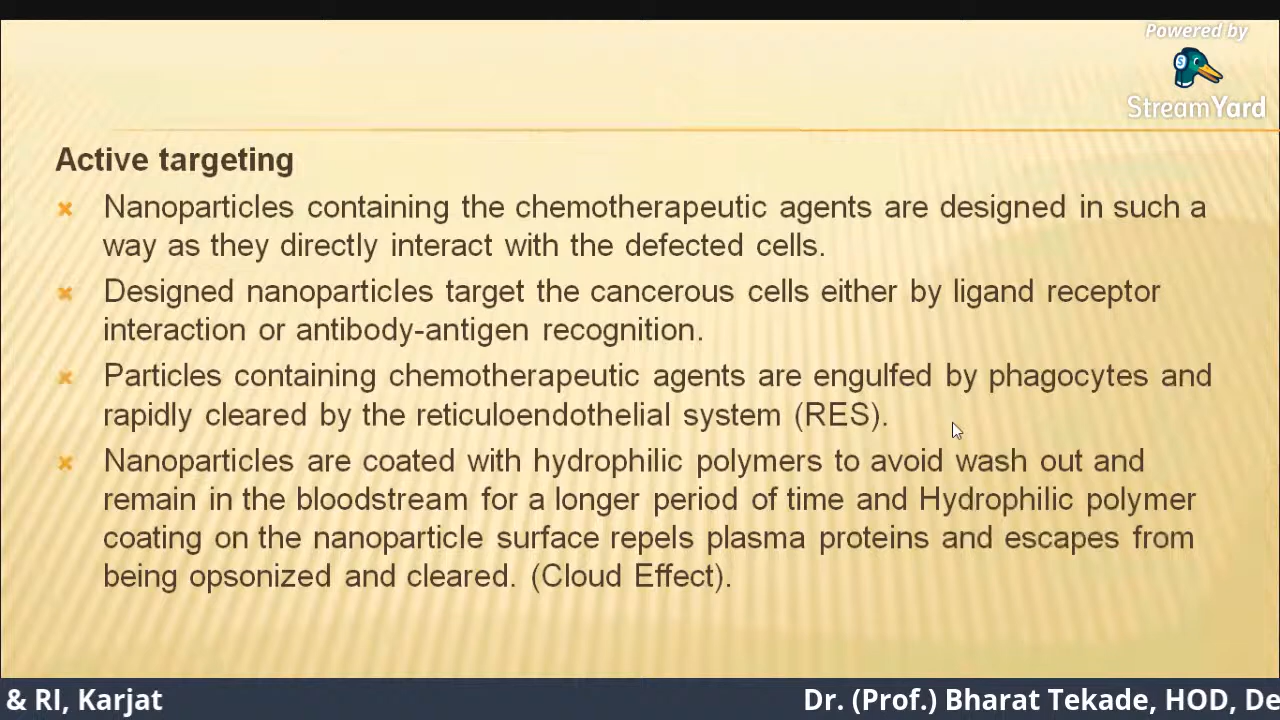 Powered by
StreamYard
Active targeting
Nanoparticles containing the chemotherapeutic agents are designed in such a
way as they directly interact with the defected cells.
Designed nanoparticles target the cancerous cells either by ligand receptor
interaction or antibody-antigen recognition.
Particles containing chemotherapeutic agents are engulfed by phagocytes and
rapidly cleared by the reticuloendothelial system (RES).
Nanoparticles are coated with hydrophilic polymers to avoid wash out and
remain in the bloodstream for a longer period of time and Hydrophilic polymer
coating on the nanoparticle surface repels plasma proteins and escapes from
being opsonized and cleared. (Cloud Effect).
& RI, Karjat Dr. (Prof.) Bharat Tekade, HOD, De